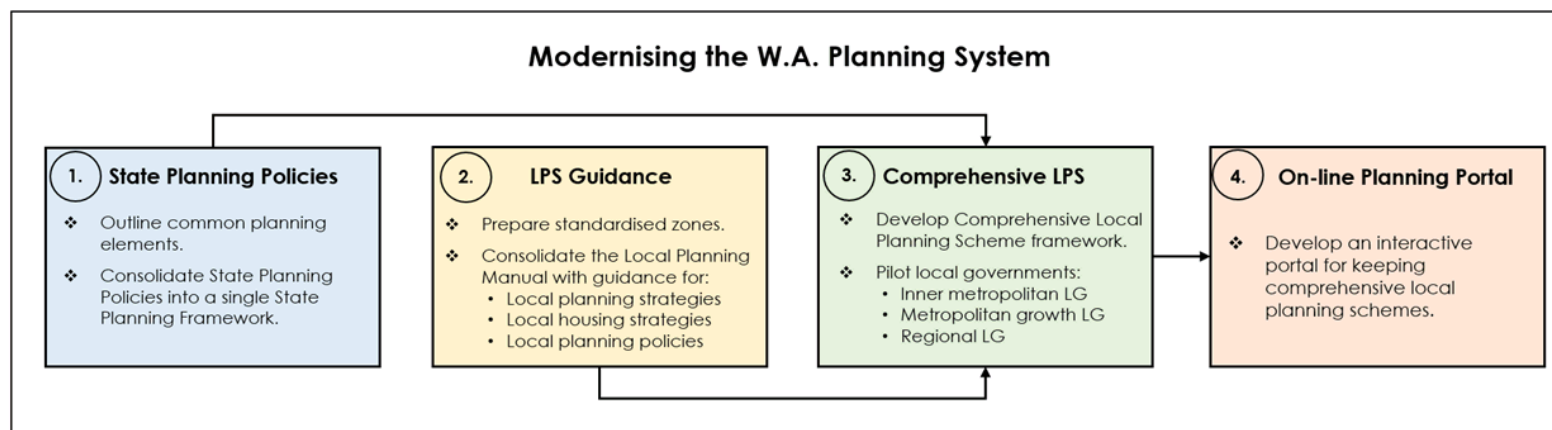 Modernising the W.A. Planning System
1. State Planning Policies
❖ Outline common planning
elements.
❖ Consolidate State Planning
Policies into a single State
Planning Framework.
2. LPS Guidance
❖ Prepare standardised zones.
❖ Consolidate the Local Planning
Manual with guidance for:
• Local planning strategies
• Local housing strategies
• Local planning policies
3. Comprehensive LPS
❖ Develop Comprehensive Local
Planning Scheme framework.
❖ Pilot local governments:
• Inner metropolitan LG
• Metropolitan growth LG
• Regional LG
4. On-line Planning Portal
❖ Develop an interactive
portal for keeping
comprehensive local
planning schemes.